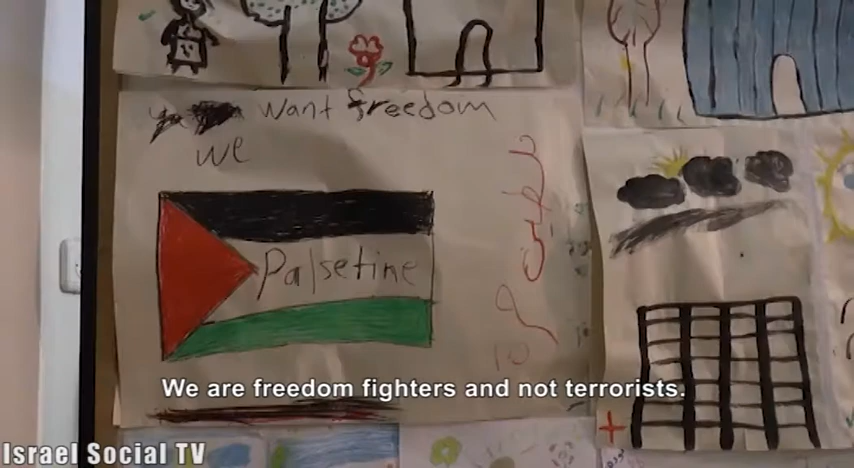 want freedom
we
Palsetine
We are freedom fighters and not terrorists.
Israel Social TV